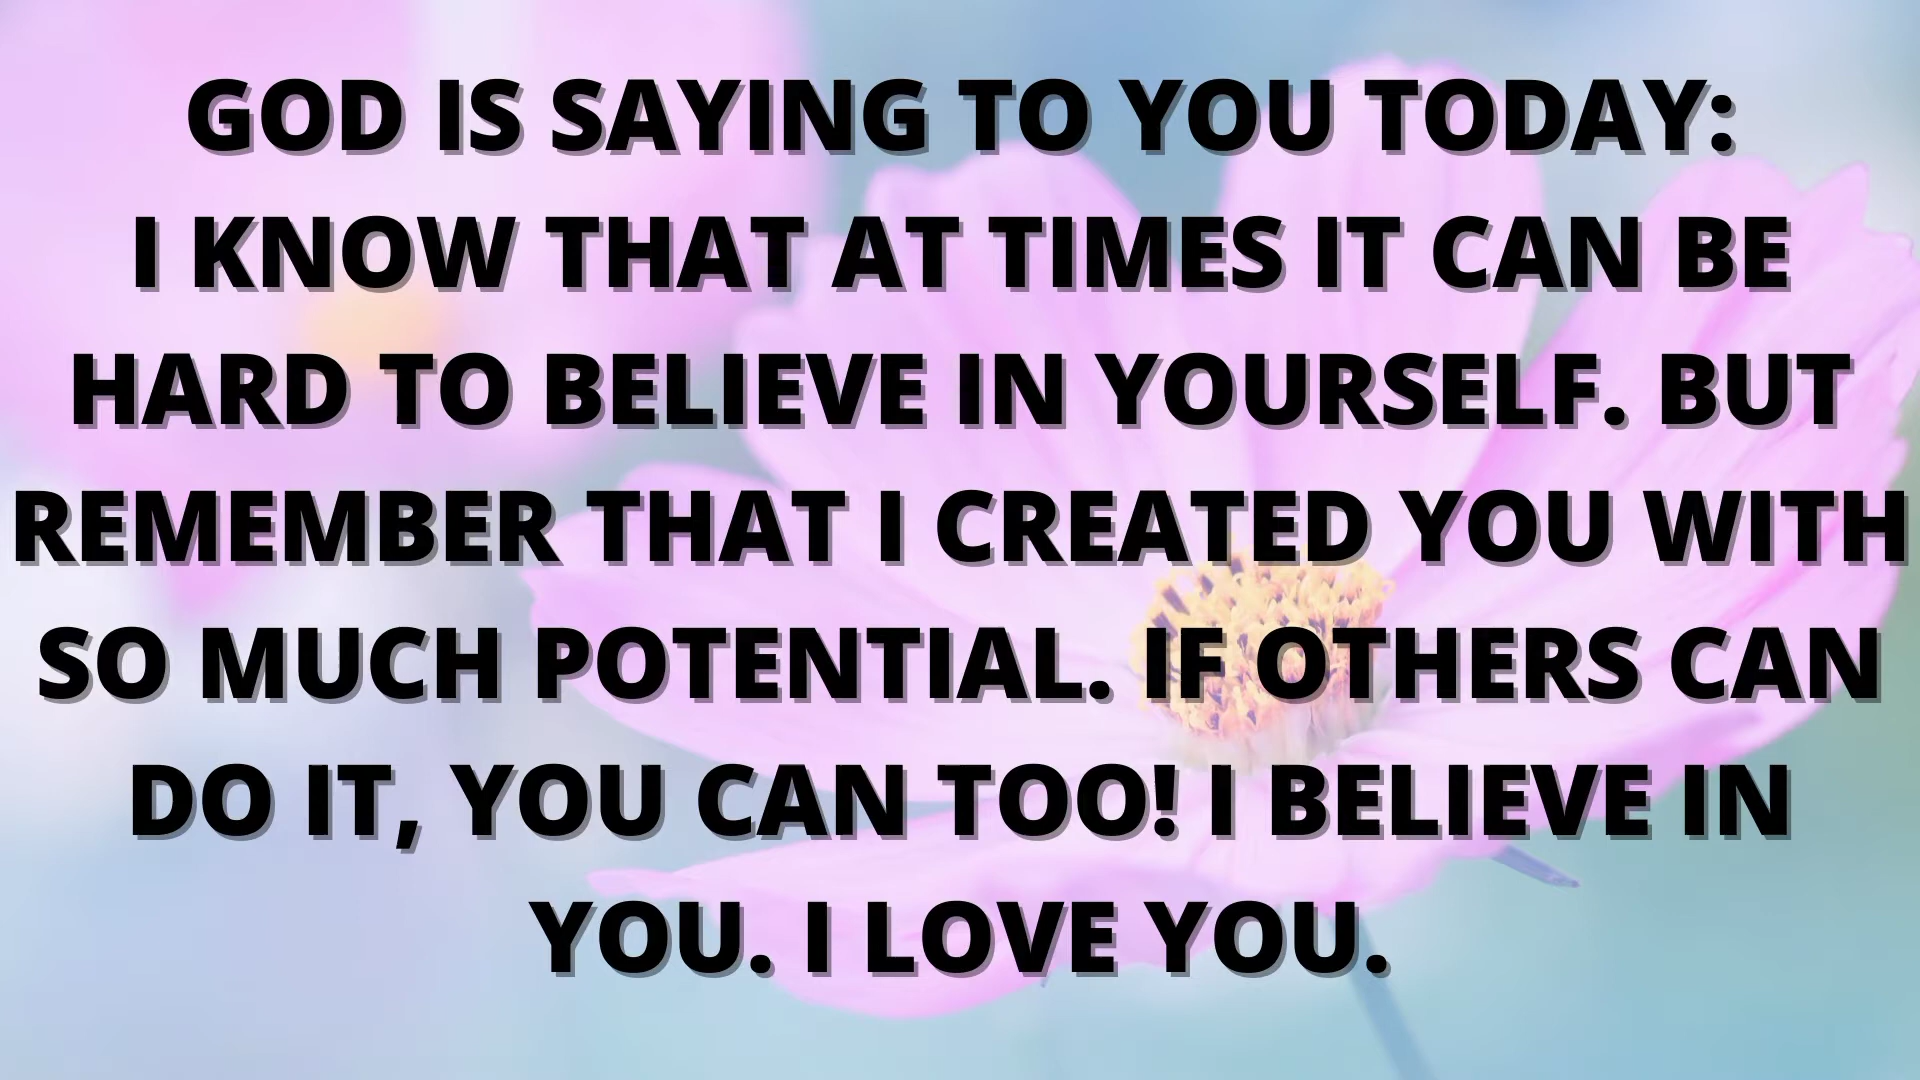 GOD IS SAYING TO YOU TODAY:
I KNOW THAT AT TIMES IT CAN BE
HARD TO BELIEVE IN YOURSELF. BUT
REMEMBER THAT I CREATED YOU WITH
SO MUCH POTENTIAL. IF OTHERS CAN
DO IT, YOU CAN TOO! I BELIEVE IN
YOU. I LOVE YOU.